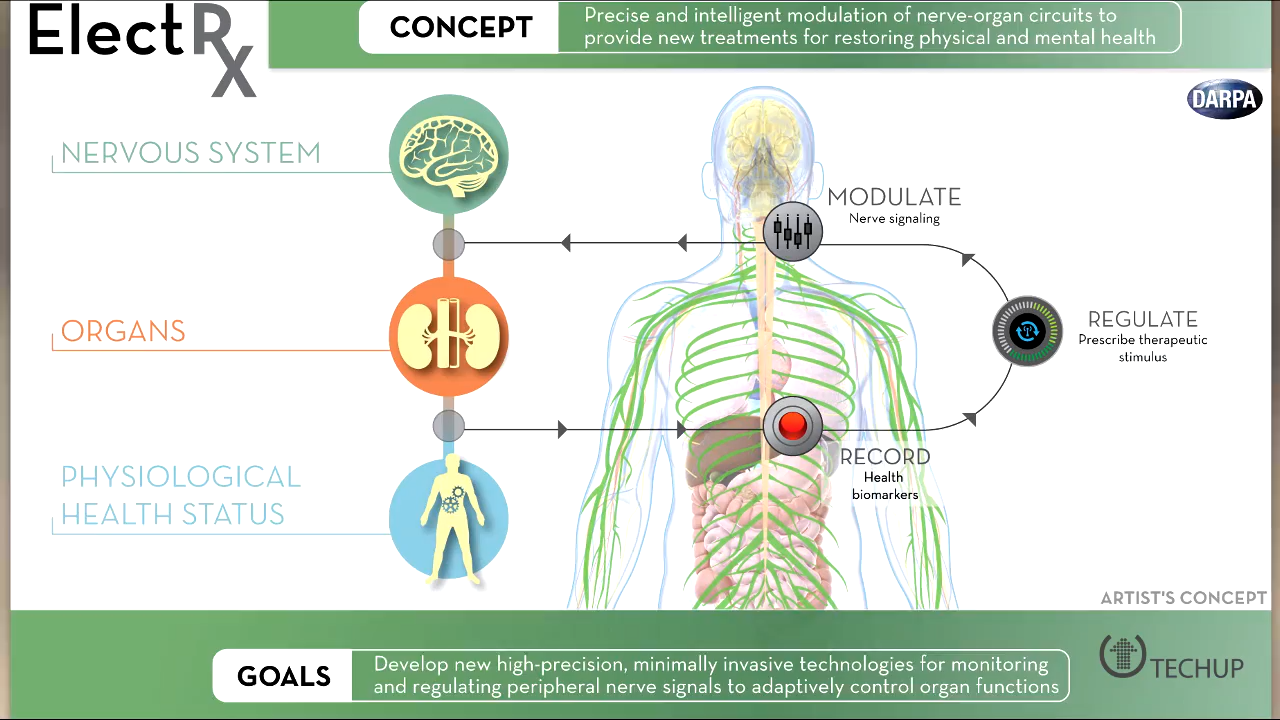 ElectRx
CONCEPT
Precise and intelligent modulation of nerve-organ circuits to
provide new treatments for restoring physical and mental health
DARPA
NERVOUS SYSTEM
MODULATE
Nerve signaling
ORGANS
REGULATE
Prescribe therapeutic
stimulus
RECORD
Health
biomarkers
PHYSIOLOGICAL
HEALTH STATUS
ARTIST'S CONCEPT
GOALS
Develop new high-precision, minimally invasive technologies for monitoring
and regulating peripheral nerve signals to adaptively control organ functions
TECHUP